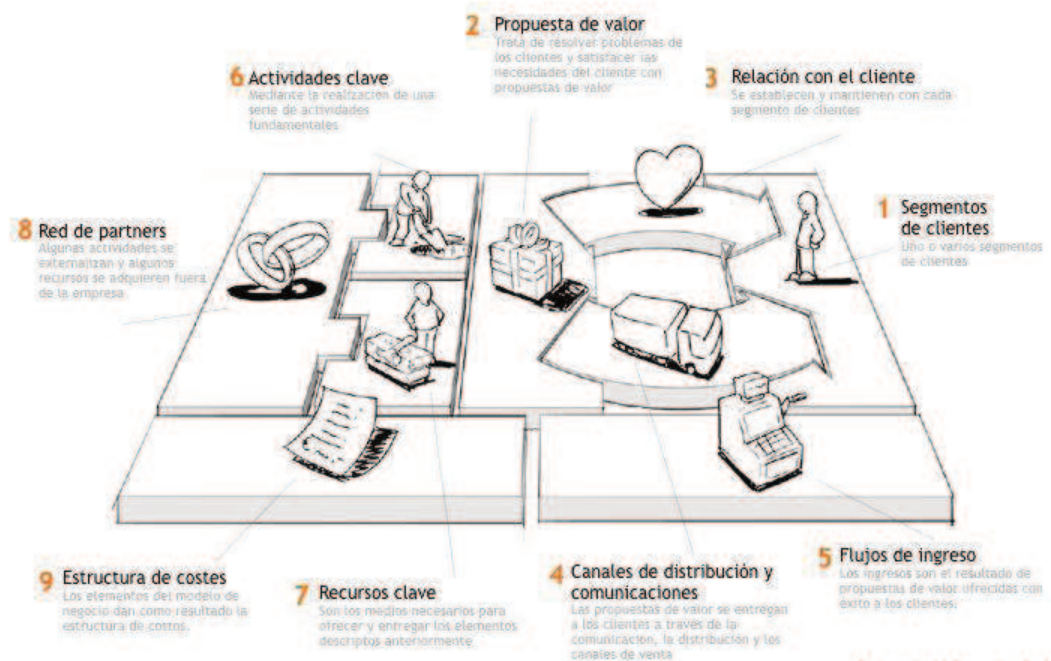 2 Propuesta de valor
Trata de resolver problemas de
los clientes y satisfacer las
necesidades del cliente con
propuestas de valor
6 Actividades clave
Mediante la realización de una
serie de actividades
fundamentales
3 Relación con el cliente
Se establecen y mantienen con cada
segmento de clientes
1 Segmentos
de clientes
Uno o varios segmentos
de clientes
8 Red de partners
Algunas actividades se
externalizan y algunos
recursos se adquieren fuera
de la empresa
9 Estructura de costes
Los elementos del modelo de
negocio dan como resultado la
estructura de costos.
7 Recursos clave
Son los medios necesarios para
ofrecer y entregar los elementos
descriptos anteriormente
4 Canales de distribución y
comunicaciones
Las propuestas de valor se entregan
a los clientes a través de la
comunicación, la distribución y los
canales de venta
5 Flujos de ingreso
Los ingresos son el resultado de
propuestas de valor ofrecidas con
éxito a los clientes.